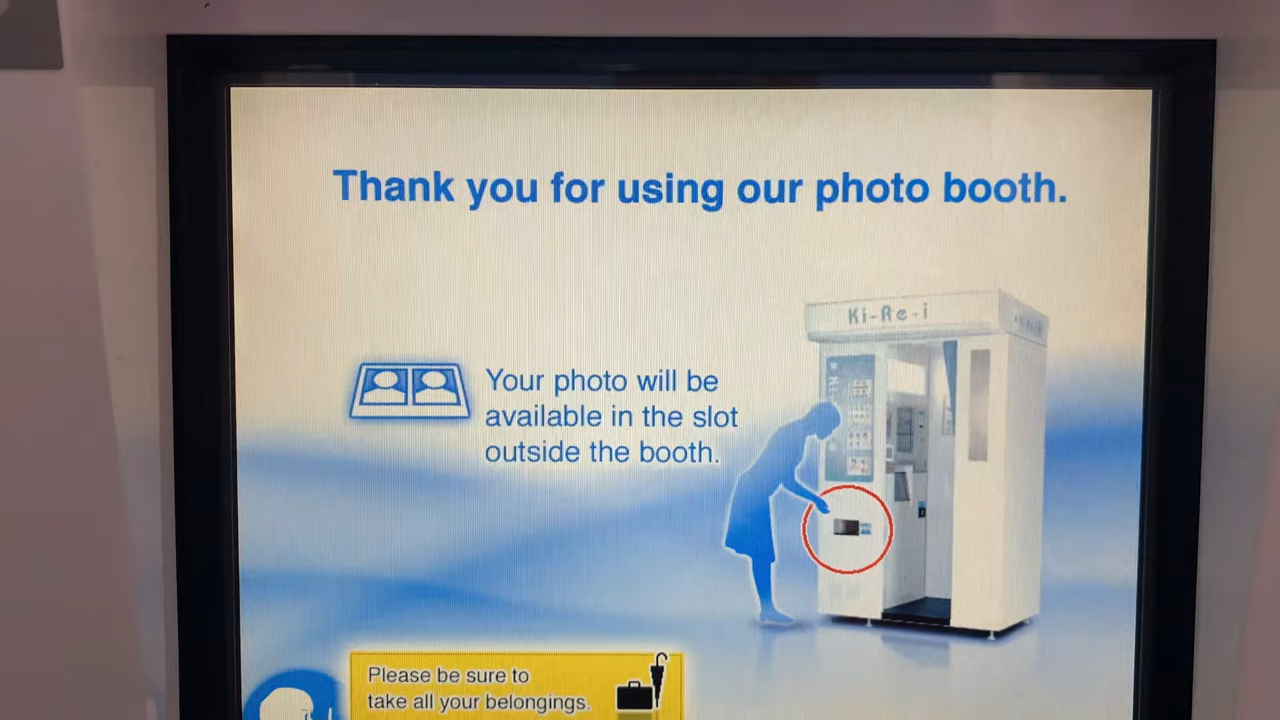 Thank you for using our photo booth.
Ki-Re-i
Your photo will be
available in the slot
outside the booth.
Please be sure to
take all your belongings.